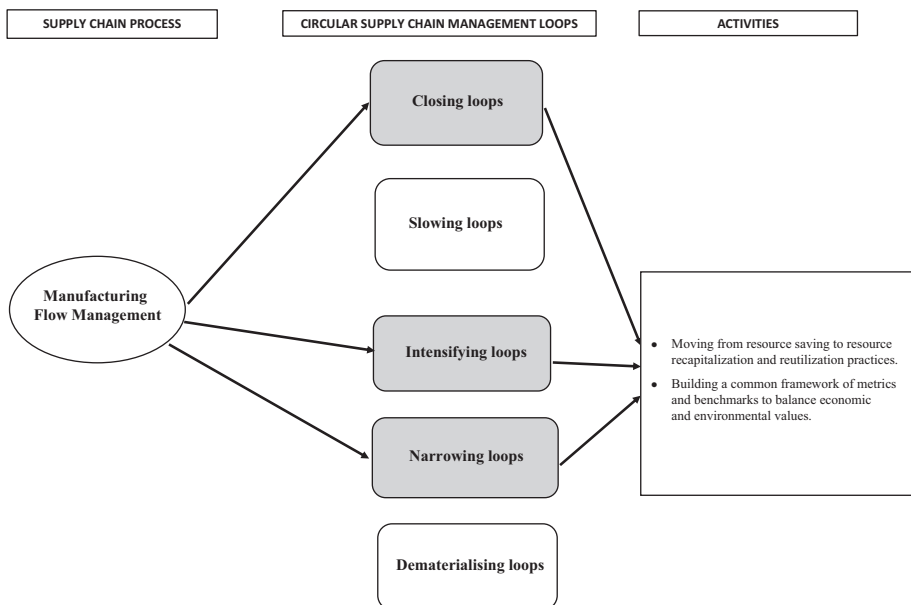 SUPPLY CHAIN PROCESS
CIRCULAR SUPPLY CHAIN MANAGEMENT LOOPS
ACTIVITIES
Closing loops
Slowing loops
Manufacturing
Flow Management
Intensifying loops
Narrowing loops
Dematerialising loops
• Moving from resource saving to resource
recapitalization and reutilization practices.
• Building a common framework of metrics
and benchmarks to balance economic
and environmental values.